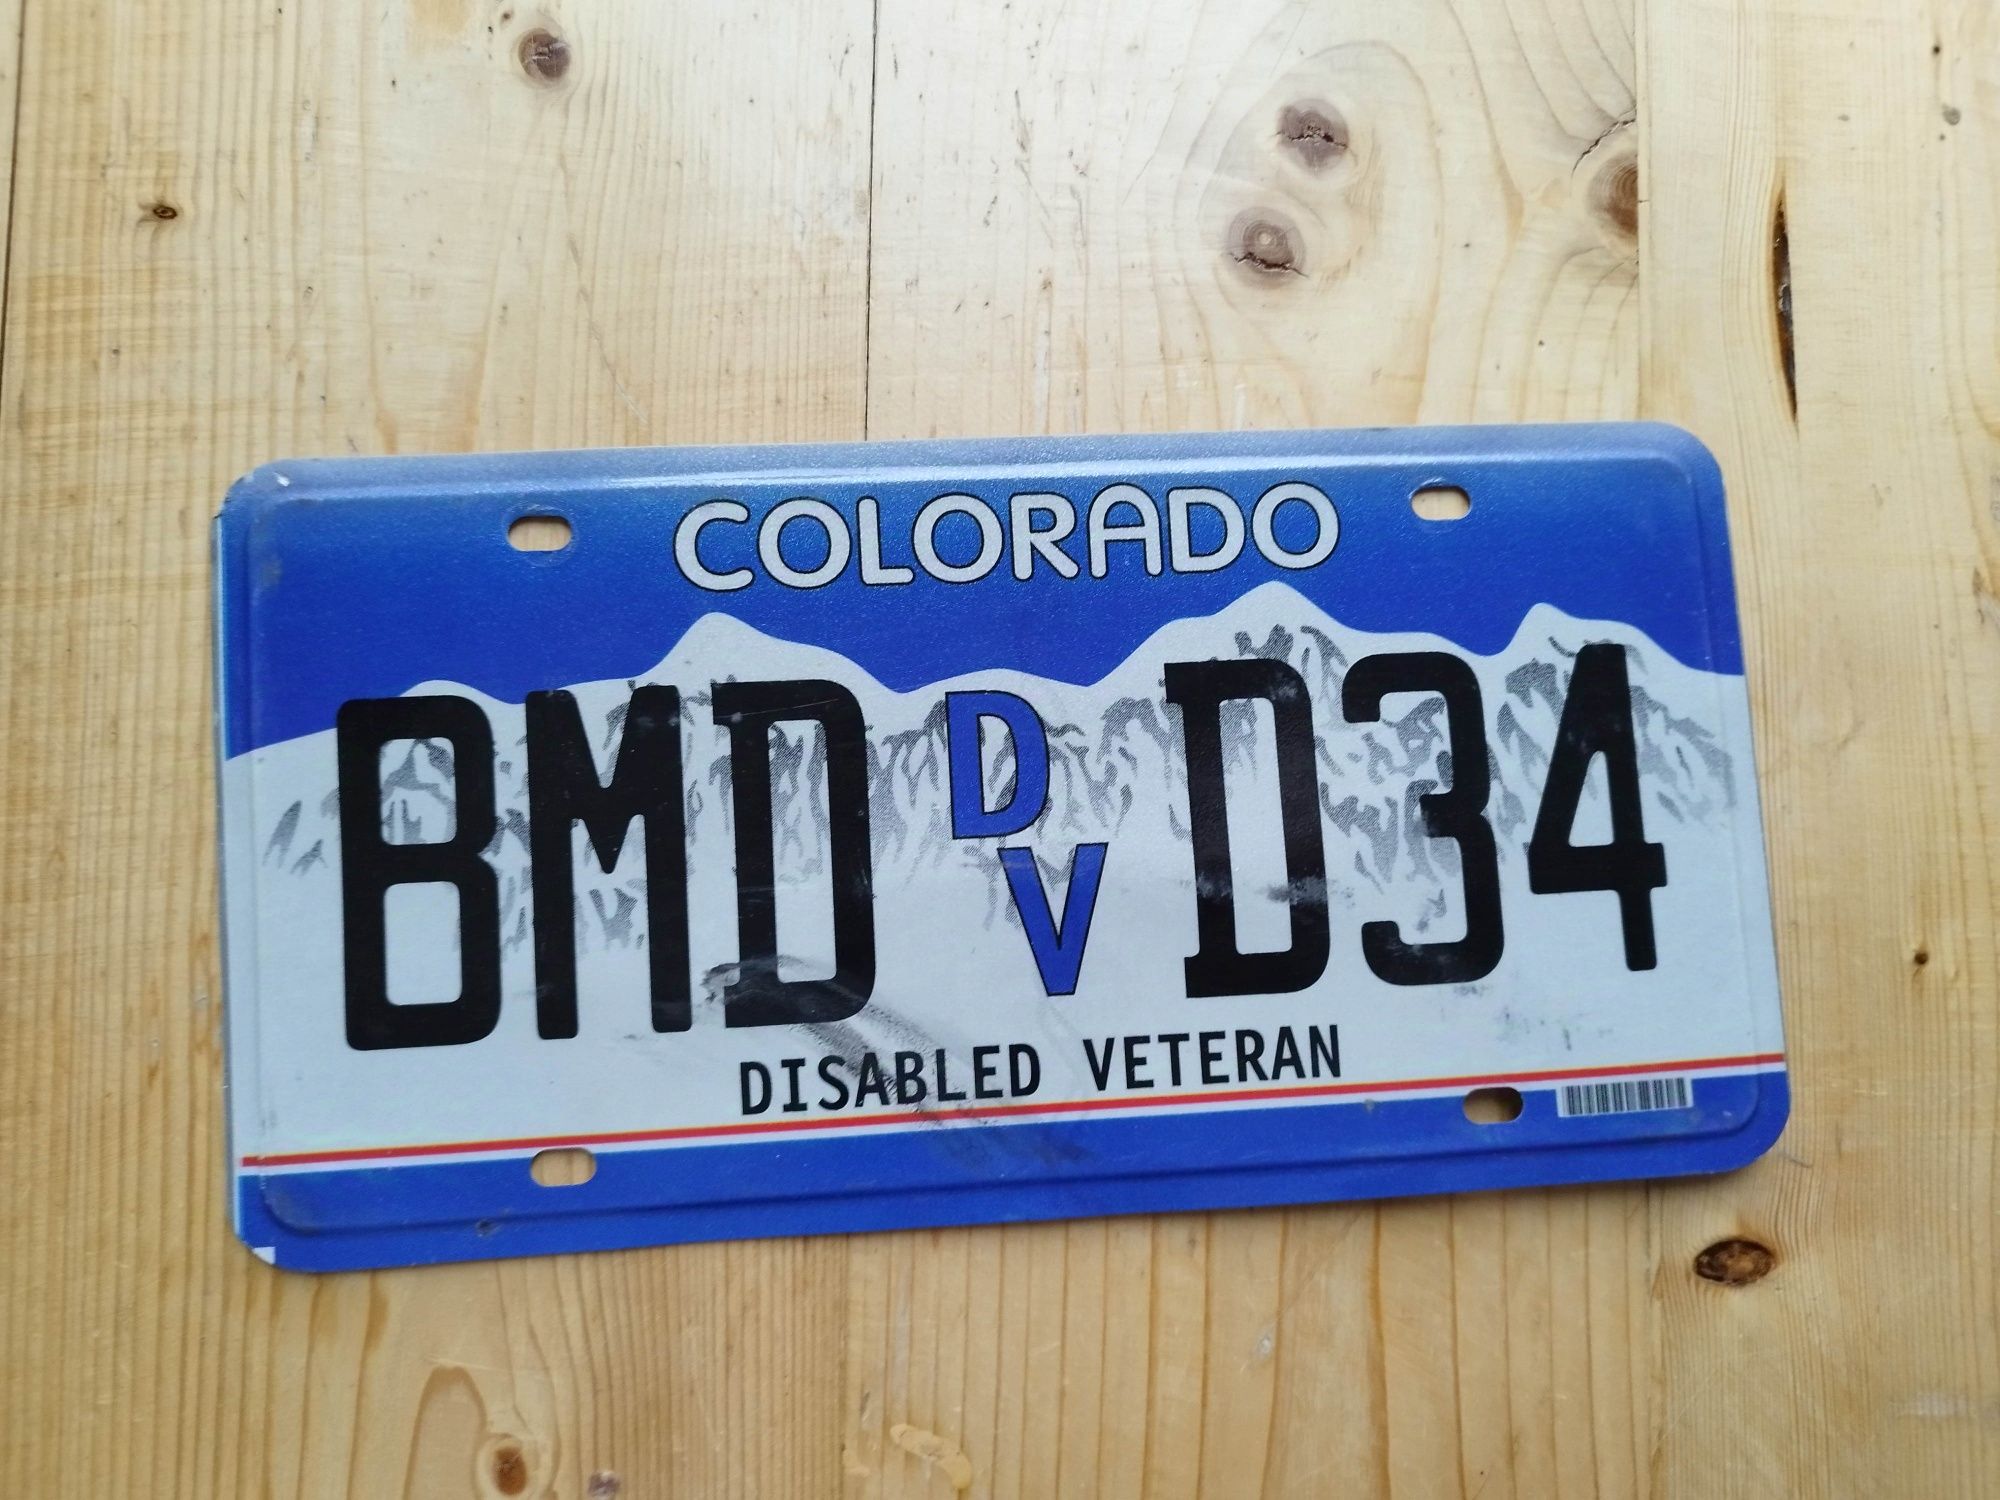 COLORADO
BMD DV D34
DISABLED VETERAN